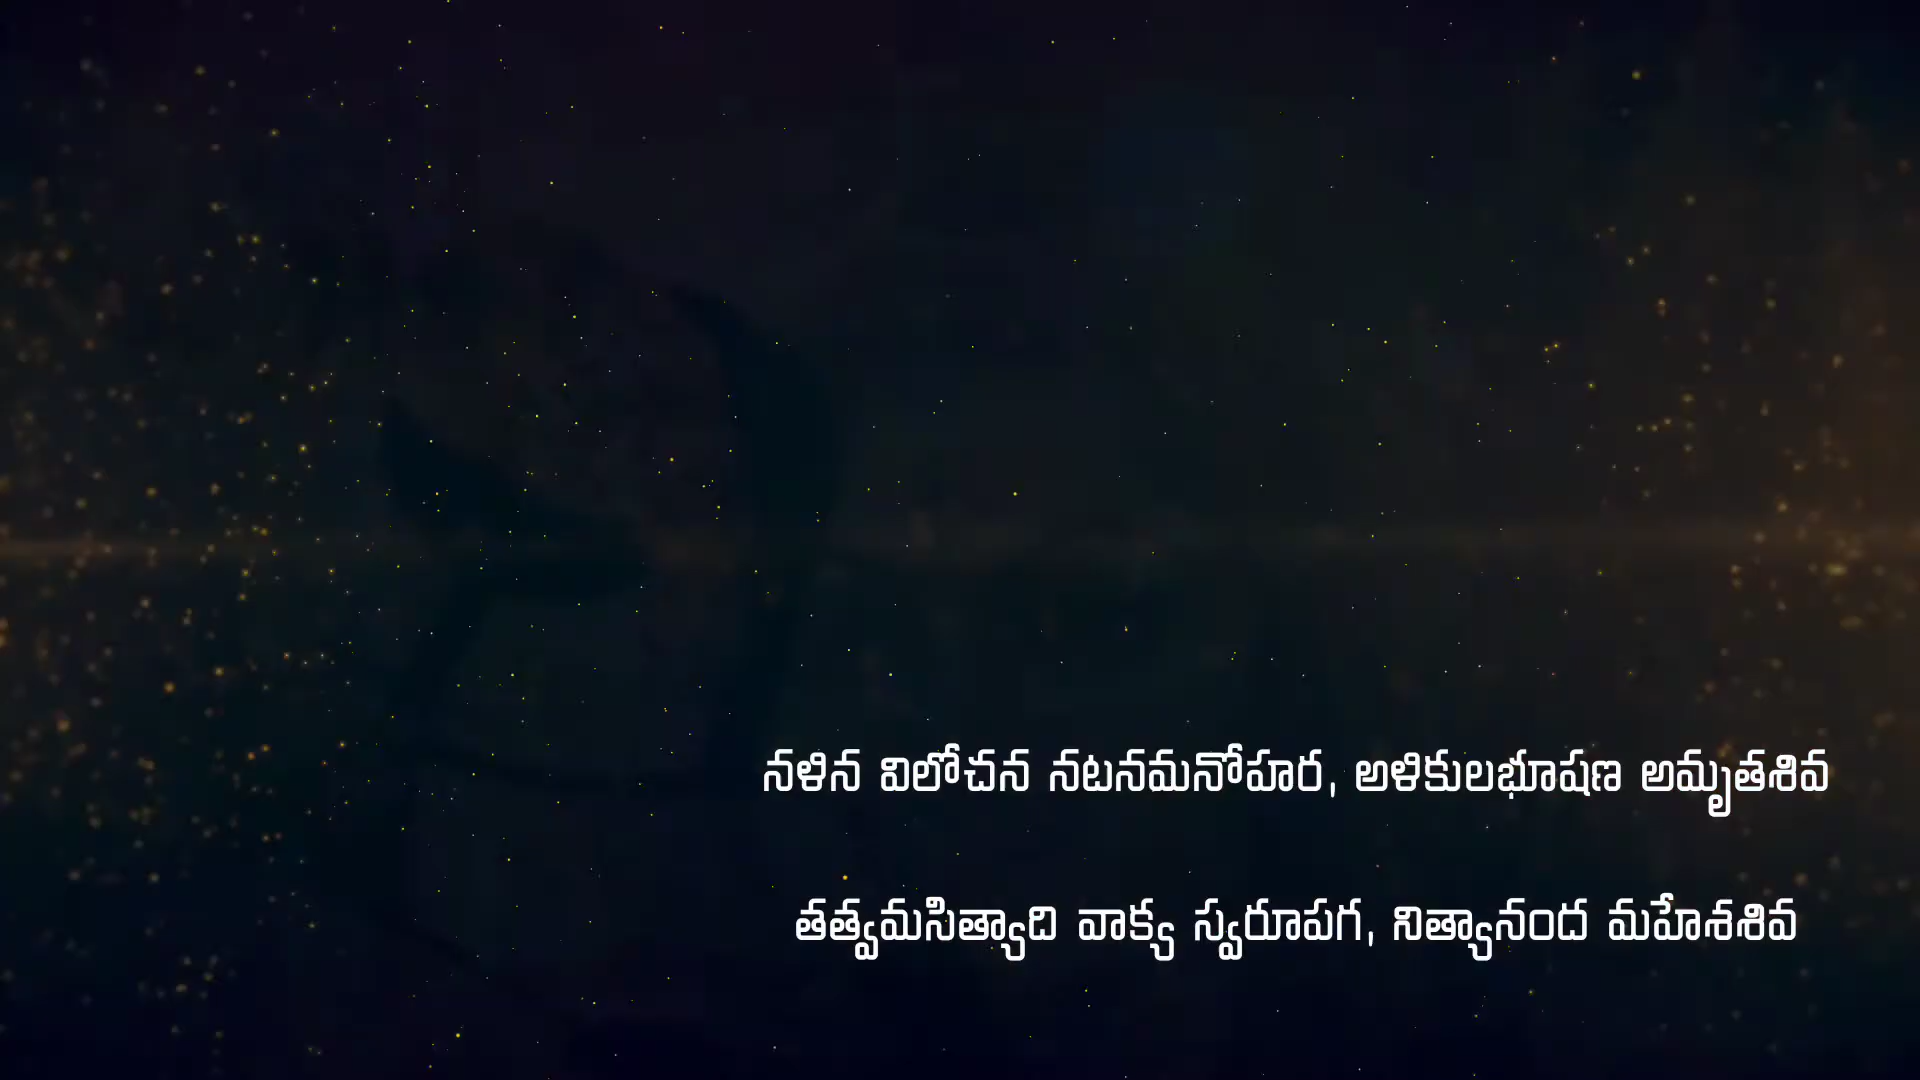 నళిన విలోచన నటనమనోహర, అళికులభూషణ అమృతశివ
తత్వమసిత్యాది వాక్య స్వరూపగ, నిత్యానంద మహేశశివ